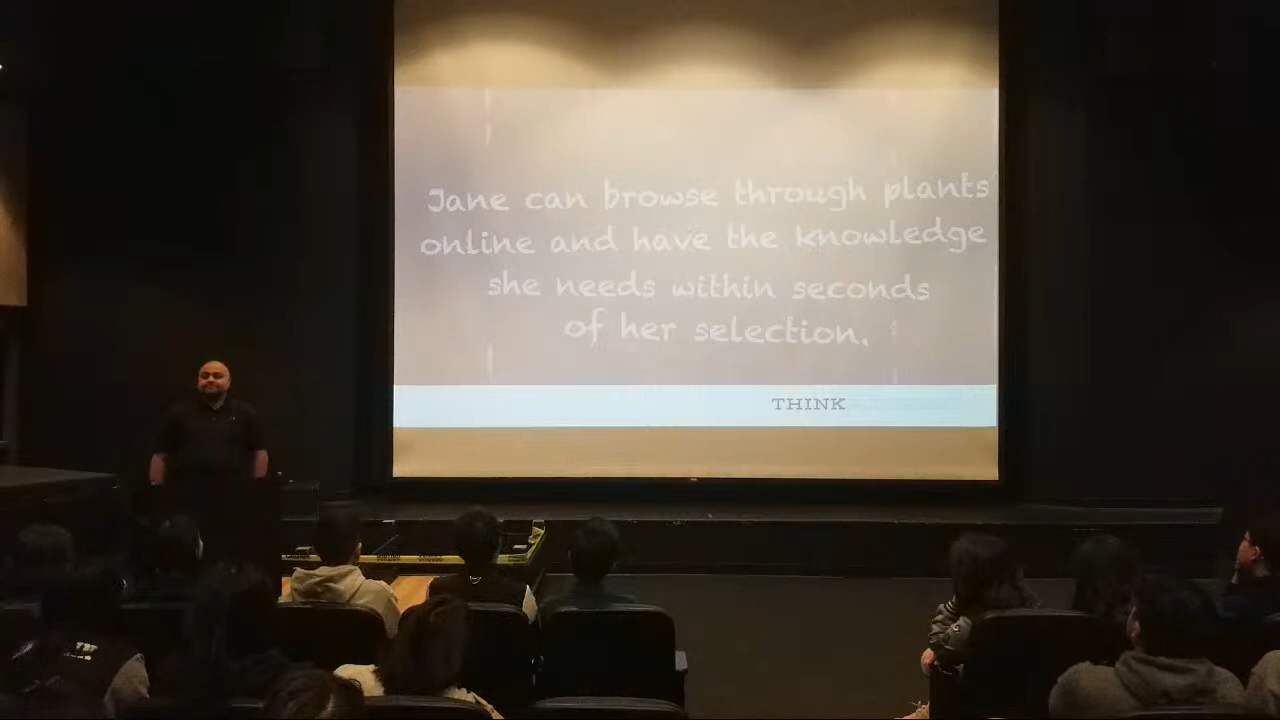 Jane can browse through plants
online and have the knowledge
she needs within seconds
of her selection.
THINK